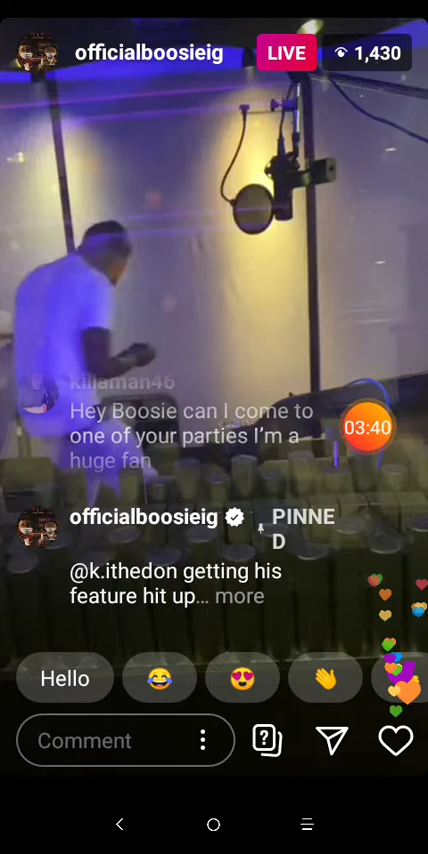 officialboosieig LIVE 1,430
killaman46
Hey Boosie can I come to
one of your parties I'm a
huge fan
03:40
officialboosieig PINNE
D
@k.ithedon getting his
feature hit up... more
Hello
Comment